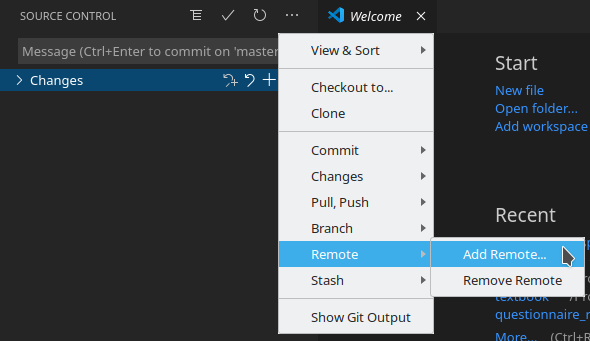 SOURCE CONTROL
Message (Ctrl+Enter to commit on 'master
Changes
Welcome
View & Sort
Checkout to...
Clone
Commit
Changes
Pull, Push
Branch
Remote
Stash
Show Git Output
Add Remote...
Remove Remote
Start
New file
Open folder...
Add workspace
Recent
textbook
questionnaire_r
More... (Ctrl+R